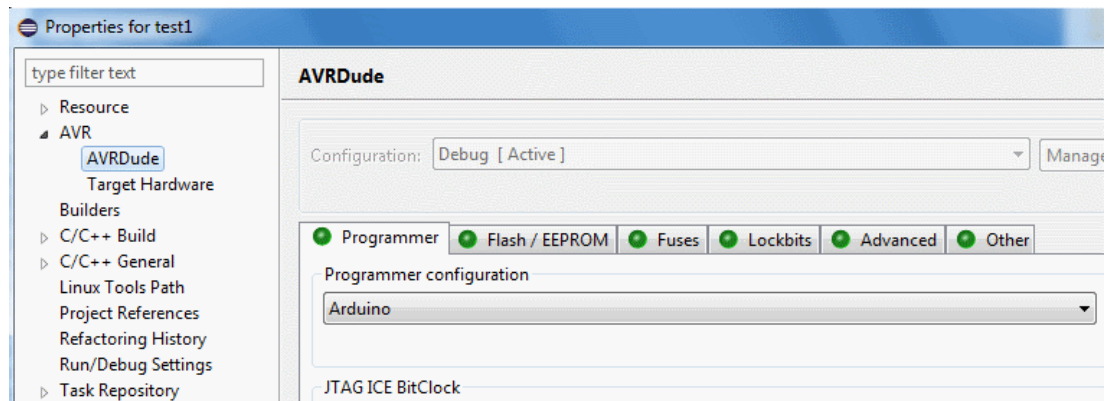 Properties for test1
type filter text
Resource
AVR
AVRDude
Target Hardware
Builders
C/C++ Build
C/C++ General
Linux Tools Path
Project References
Refactoring History
Run/Debug Settings
Task Repository
AVRDude
Configuration: Debug [ Active ] Manage
Programmer Flash / EEPROM Fuses Lockbits Advanced Other
Programmer configuration
Arduino
JTAG ICE BitClock